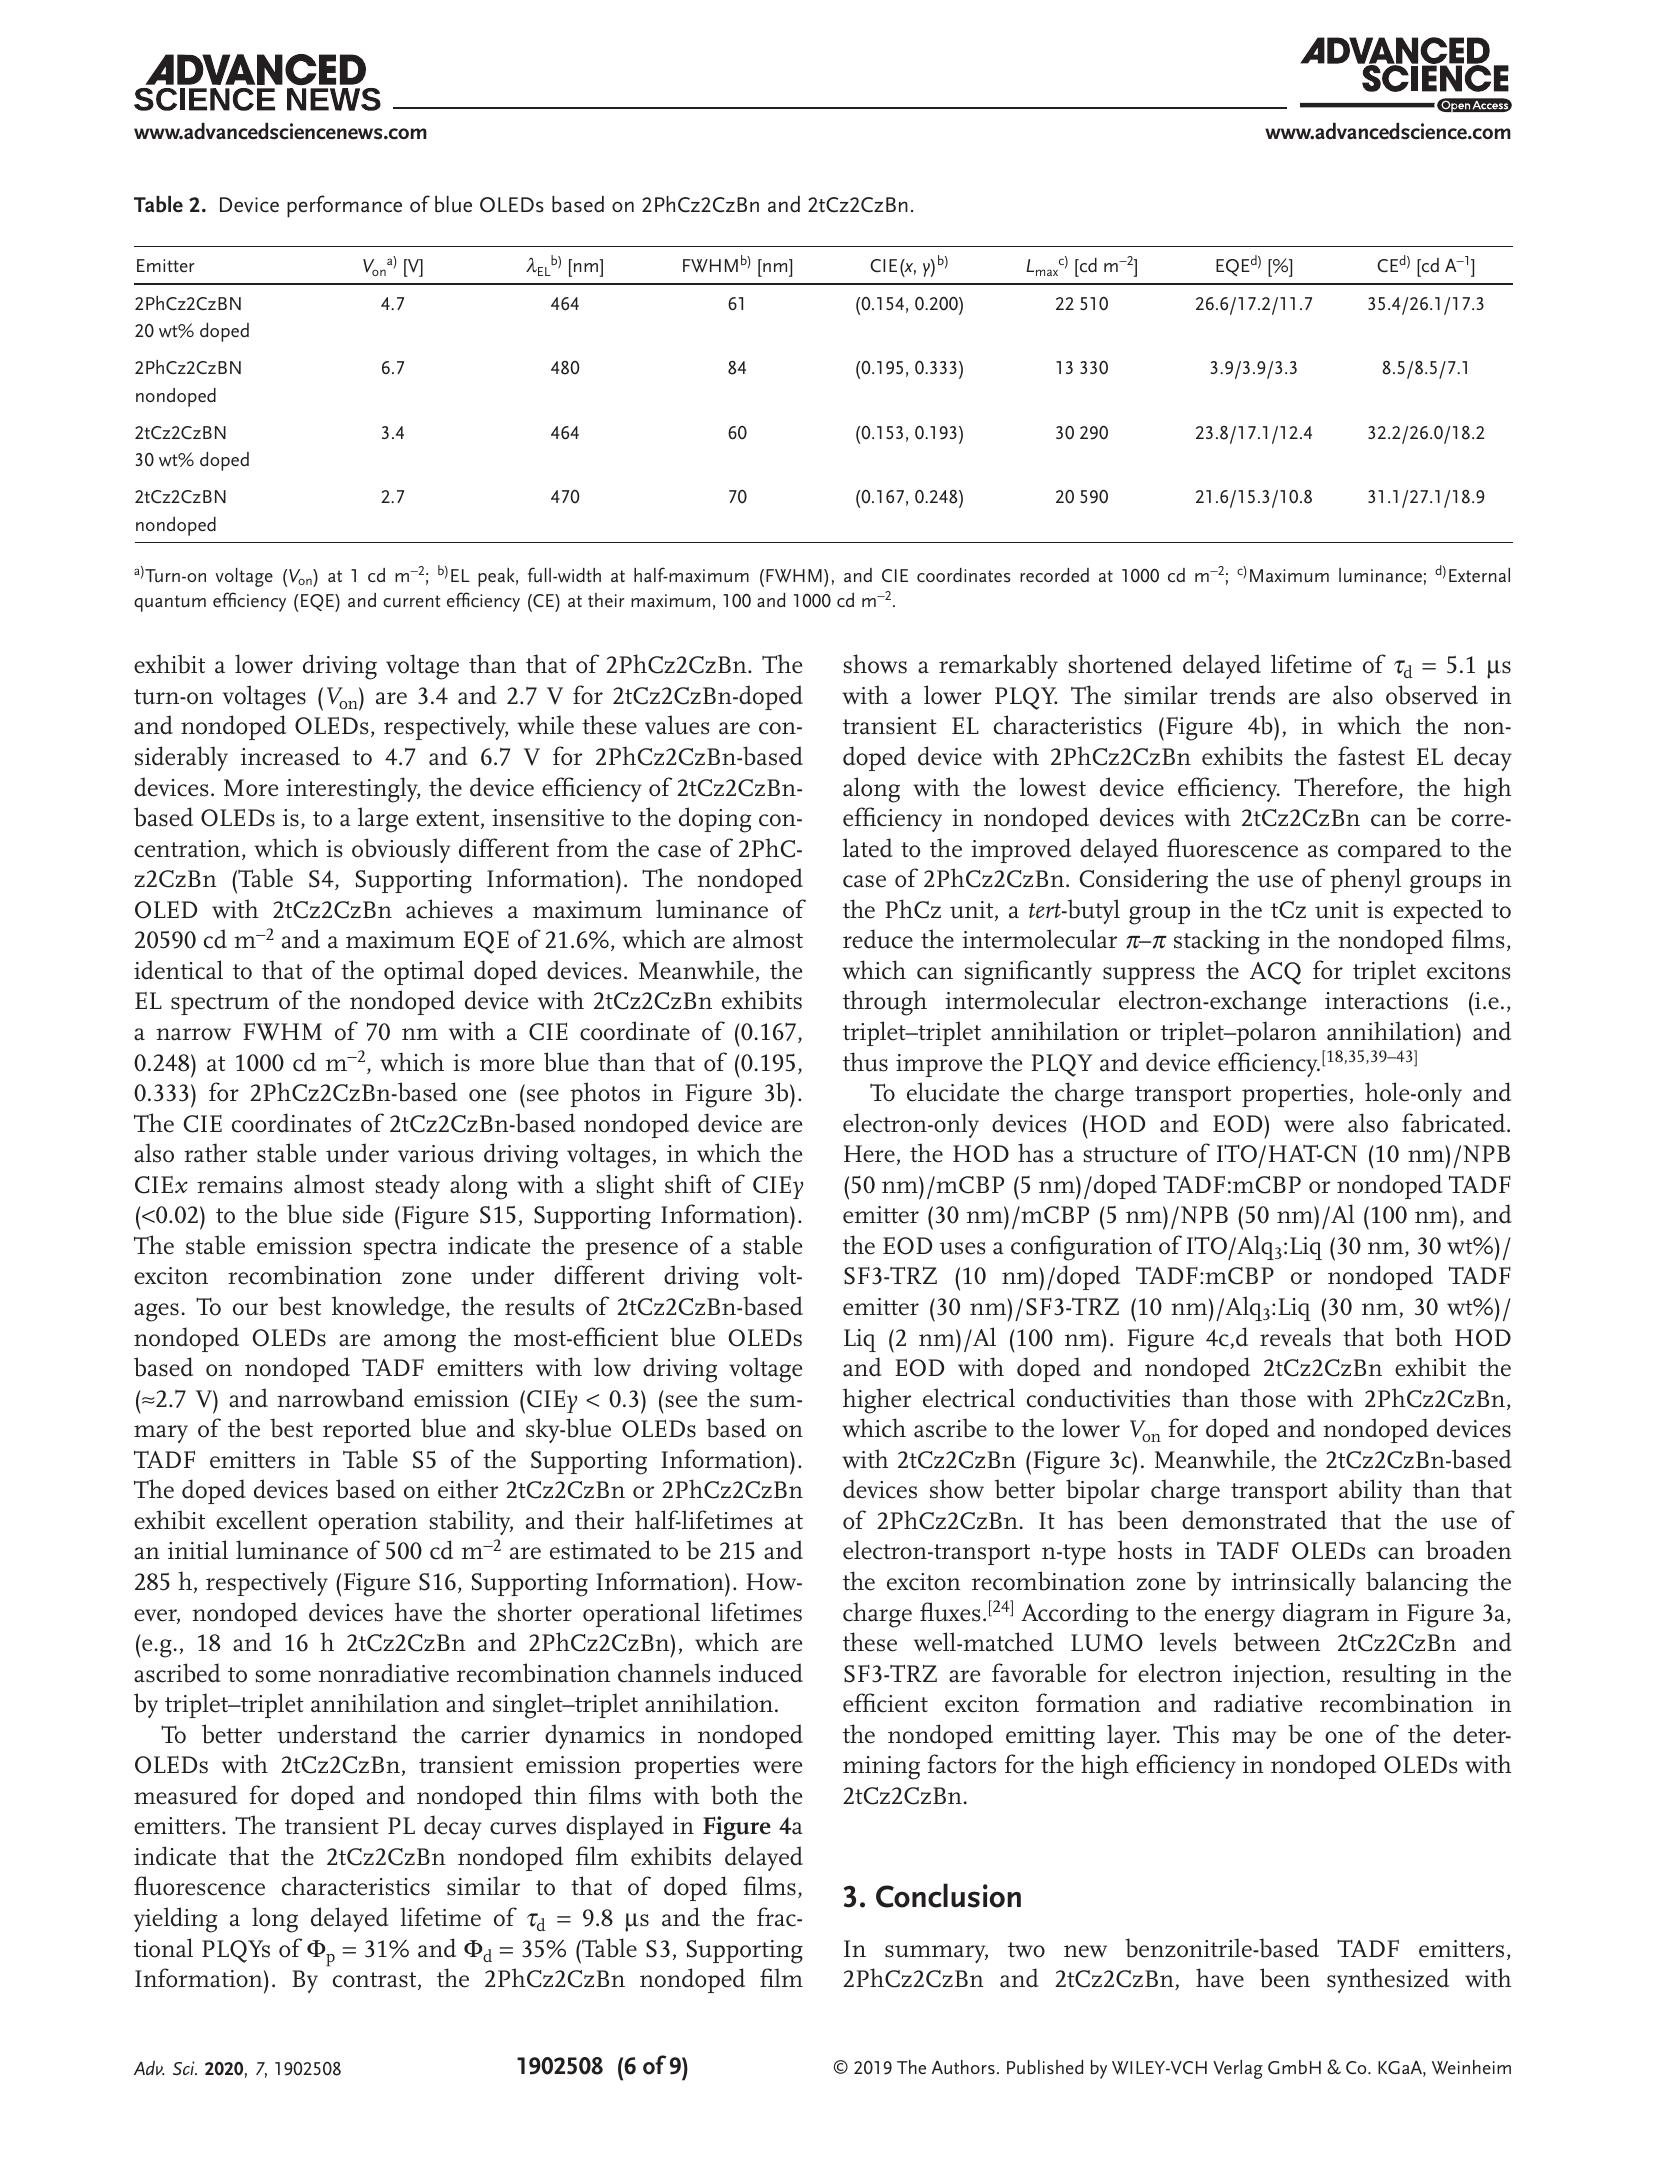 ADVANCED
SCIENCE NEWS
www.advancedsciencenews.com
ADVANCED
SCIENCE
Open Access
www.advancedscience.com
Table 2. Device performance of blue OLEDs based on 2PhCz2CzBn and 2tCz2CzBn.
Emitter Von a) [V] λEL b) [nm] FWHM b) [nm] CIE(x, y) b) Lmax c) [cd m−2] EQE d) [%] CE d) [cd A−1]
2PhCz2CzBN 4.7 464 61 (0.154, 0.200) 22 510 26.6/17.2/11.7 35.4/26.1/17.3
20 wt% doped
2PhCz2CzBN 6.7 480 84 (0.195, 0.333) 13 330 3.9/3.9/3.3 8.5/8.5/7.1
nondoped
2tCz2CzBN 3.4 464 60 (0.153, 0.193) 30 290 23.8/17.1/12.4 32.2/26.0/18.2
30 wt% doped
2tCz2CzBN 2.7 470 70 (0.167, 0.248) 20 590 21.6/15.3/10.8 31.1/27.1/18.9
nondoped
a)Turn-on voltage (Von) at 1 cd m−2; b)EL peak, full-width at half-maximum (FWHM), and CIE coordinates recorded at 1000 cd m−2; c)Maximum luminance; d)External
quantum efficiency (EQE) and current efficiency (CE) at their maximum, 100 and 1000 cd m−2.
exhibit a lower driving voltage than that of 2PhCz2CzBn. The
turn-on voltages (Von) are 3.4 and 2.7 V for 2tCz2CzBn-doped
and nondoped OLEDs, respectively, while these values are con-
siderably increased to 4.7 and 6.7 V for 2PhCz2CzBn-based
devices. More interestingly, the device efficiency of 2tCz2CzBn-
based OLEDs is, to a large extent, insensitive to the doping con-
centration, which is obviously different from the case of 2PhC-
z2CzBn (Table S4, Supporting Information). The nondoped
OLED with 2tCz2CzBn achieves a maximum luminance of
20590 cd m−2 and a maximum EQE of 21.6%, which are almost
identical to that of the optimal doped devices. Meanwhile, the
EL spectrum of the nondoped device with 2tCz2CzBn exhibits
a narrow FWHM of 70 nm with a CIE coordinate of (0.167,
0.248) at 1000 cd m−2, which is more blue than that of (0.195,
0.333) for 2PhCz2CzBn-based one (see photos in Figure 3b).
The CIE coordinates of 2tCz2CzBn-based nondoped device are
also rather stable under various driving voltages, in which the
CIEx remains almost steady along with a slight shift of CIEy
(<0.02) to the blue side (Figure S15, Supporting Information).
The stable emission spectra indicate the presence of a stable
exciton recombination zone under different driving volt-
ages. To our best knowledge, the results of 2tCz2CzBn-based
nondoped OLEDs are among the most-efficient blue OLEDs
based on nondoped TADF emitters with low driving voltage
(≈2.7 V) and narrowband emission (CIEy < 0.3) (see the sum-
mary of the best reported blue and sky-blue OLEDs based on
TADF emitters in Table S5 of the Supporting Information).
The doped devices based on either 2tCz2CzBn or 2PhCz2CzBn
exhibit excellent operation stability, and their half-lifetimes at
an initial luminance of 500 cd m−2 are estimated to be 215 and
285 h, respectively (Figure S16, Supporting Information). How-
ever, nondoped devices have the shorter operational lifetimes
(e.g., 18 and 16 h 2tCz2CzBn and 2PhCz2CzBn), which are
ascribed to some nonradiative recombination channels induced
by triplet–triplet annihilation and singlet–triplet annihilation.
To better understand the carrier dynamics in nondoped
OLEDs with 2tCz2CzBn, transient emission properties were
measured for doped and nondoped thin films with both the
emitters. The transient PL decay curves displayed in Figure 4a
indicate that the 2tCz2CzBn nondoped film exhibits delayed
fluorescence characteristics similar to that of doped films,
yielding a long delayed lifetime of τd = 9.8 µs and the frac-
tional PLQYs of Φp = 31% and Φd = 35% (Table S3, Supporting
Information). By contrast, the 2PhCz2CzBn nondoped film
shows a remarkably shortened delayed lifetime of τd = 5.1 µs
with a lower PLQY. The similar trends are also observed in
transient EL characteristics (Figure 4b), in which the non-
doped device with 2PhCz2CzBn exhibits the fastest EL decay
along with the lowest device efficiency. Therefore, the high
efficiency in nondoped devices with 2tCz2CzBn can be corre-
lated to the improved delayed fluorescence as compared to the
case of 2PhCz2CzBn. Considering the use of phenyl groups in
the PhCz unit, a tert-butyl group in the tCz unit is expected to
reduce the intermolecular π–π stacking in the nondoped films,
which can significantly suppress the ACQ for triplet excitons
through intermolecular electron-exchange interactions (i.e.,
triplet–triplet annihilation or triplet–polaron annihilation) and
thus improve the PLQY and device efficiency.[18,35,39–43]
To elucidate the charge transport properties, hole-only and
electron-only devices (HOD and EOD) were also fabricated.
Here, the HOD has a structure of ITO/HAT-CN (10 nm)/NPB
(50 nm)/mCBP (5 nm)/doped TADF:mCBP or nondoped TADF
emitter (30 nm)/mCBP (5 nm)/NPB (50 nm)/Al (100 nm), and
the EOD uses a configuration of ITO/Alq3:Liq (30 nm, 30 wt%)/
SF3-TRZ (10 nm)/doped TADF:mCBP or nondoped TADF
emitter (30 nm)/SF3-TRZ (10 nm)/Alq3:Liq (30 nm, 30 wt%)/
Liq (2 nm)/Al (100 nm). Figure 4c,d reveals that both HOD
and EOD with doped and nondoped 2tCz2CzBn exhibit the
higher electrical conductivities than those with 2PhCz2CzBn,
which ascribe to the lower Von for doped and nondoped devices
with 2tCz2CzBn (Figure 3c). Meanwhile, the 2tCz2CzBn-based
devices show better bipolar charge transport ability than that
of 2PhCz2CzBn. It has been demonstrated that the use of
electron-transport n-type hosts in TADF OLEDs can broaden
the exciton recombination zone by intrinsically balancing the
charge fluxes.[24] According to the energy diagram in Figure 3a,
these well-matched LUMO levels between 2tCz2CzBn and
SF3-TRZ are favorable for electron injection, resulting in the
efficient exciton formation and radiative recombination in
the nondoped emitting layer. This may be one of the deter-
mining factors for the high efficiency in nondoped OLEDs with
2tCz2CzBn.
3. Conclusion
In summary, two new benzonitrile-based TADF emitters,
2PhCz2CzBn and 2tCz2CzBn, have been synthesized with
Adv. Sci. 2020, 7, 1902508
1902508 (6 of 9)
© 2019 The Authors. Published by WILEY-VCH Verlag GmbH & Co. KGaA, Weinheim